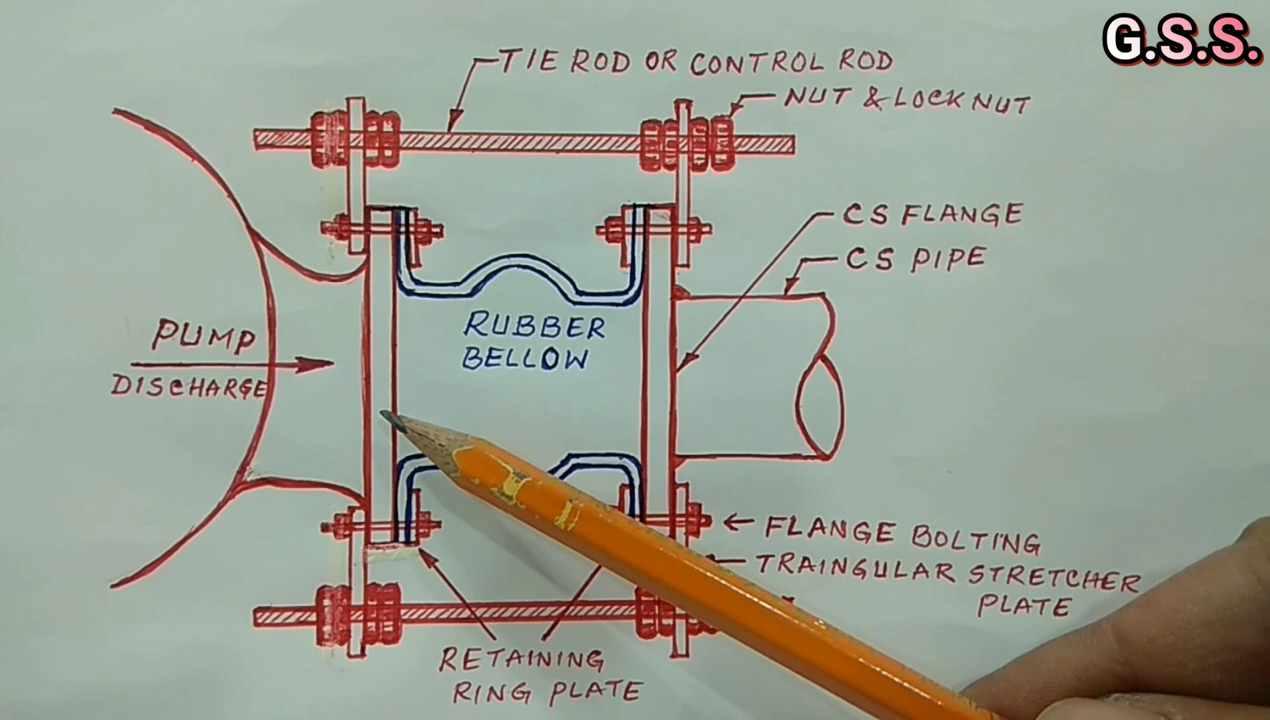 G.S.S.
TIE ROD OR CONTROL ROD
NUT & LOCK NUT
CS FLANGE
CS PIPE
RUBBER
BELLOW
PUMP
DISCHARGE
FLANGE BOLTING
TRAINGULAR STRETCHER
PLATE
RETAINING
RING PLATE